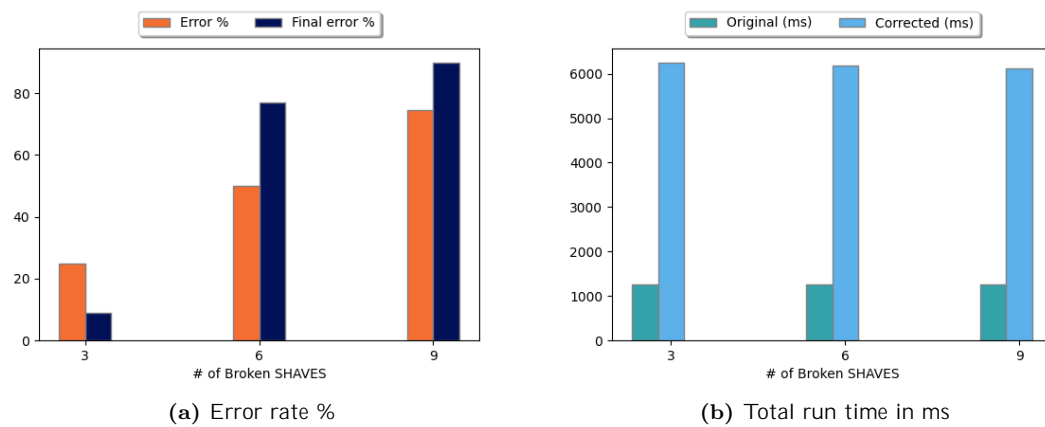 Error %
Final error %
80
60
40
20
0
3
6
9
# of Broken SHAVES
(a) Error rate %
Original (ms)
Corrected (ms)
6000
5000
4000
3000
2000
1000
0
3
6
9
# of Broken SHAVES
(b) Total run time in ms